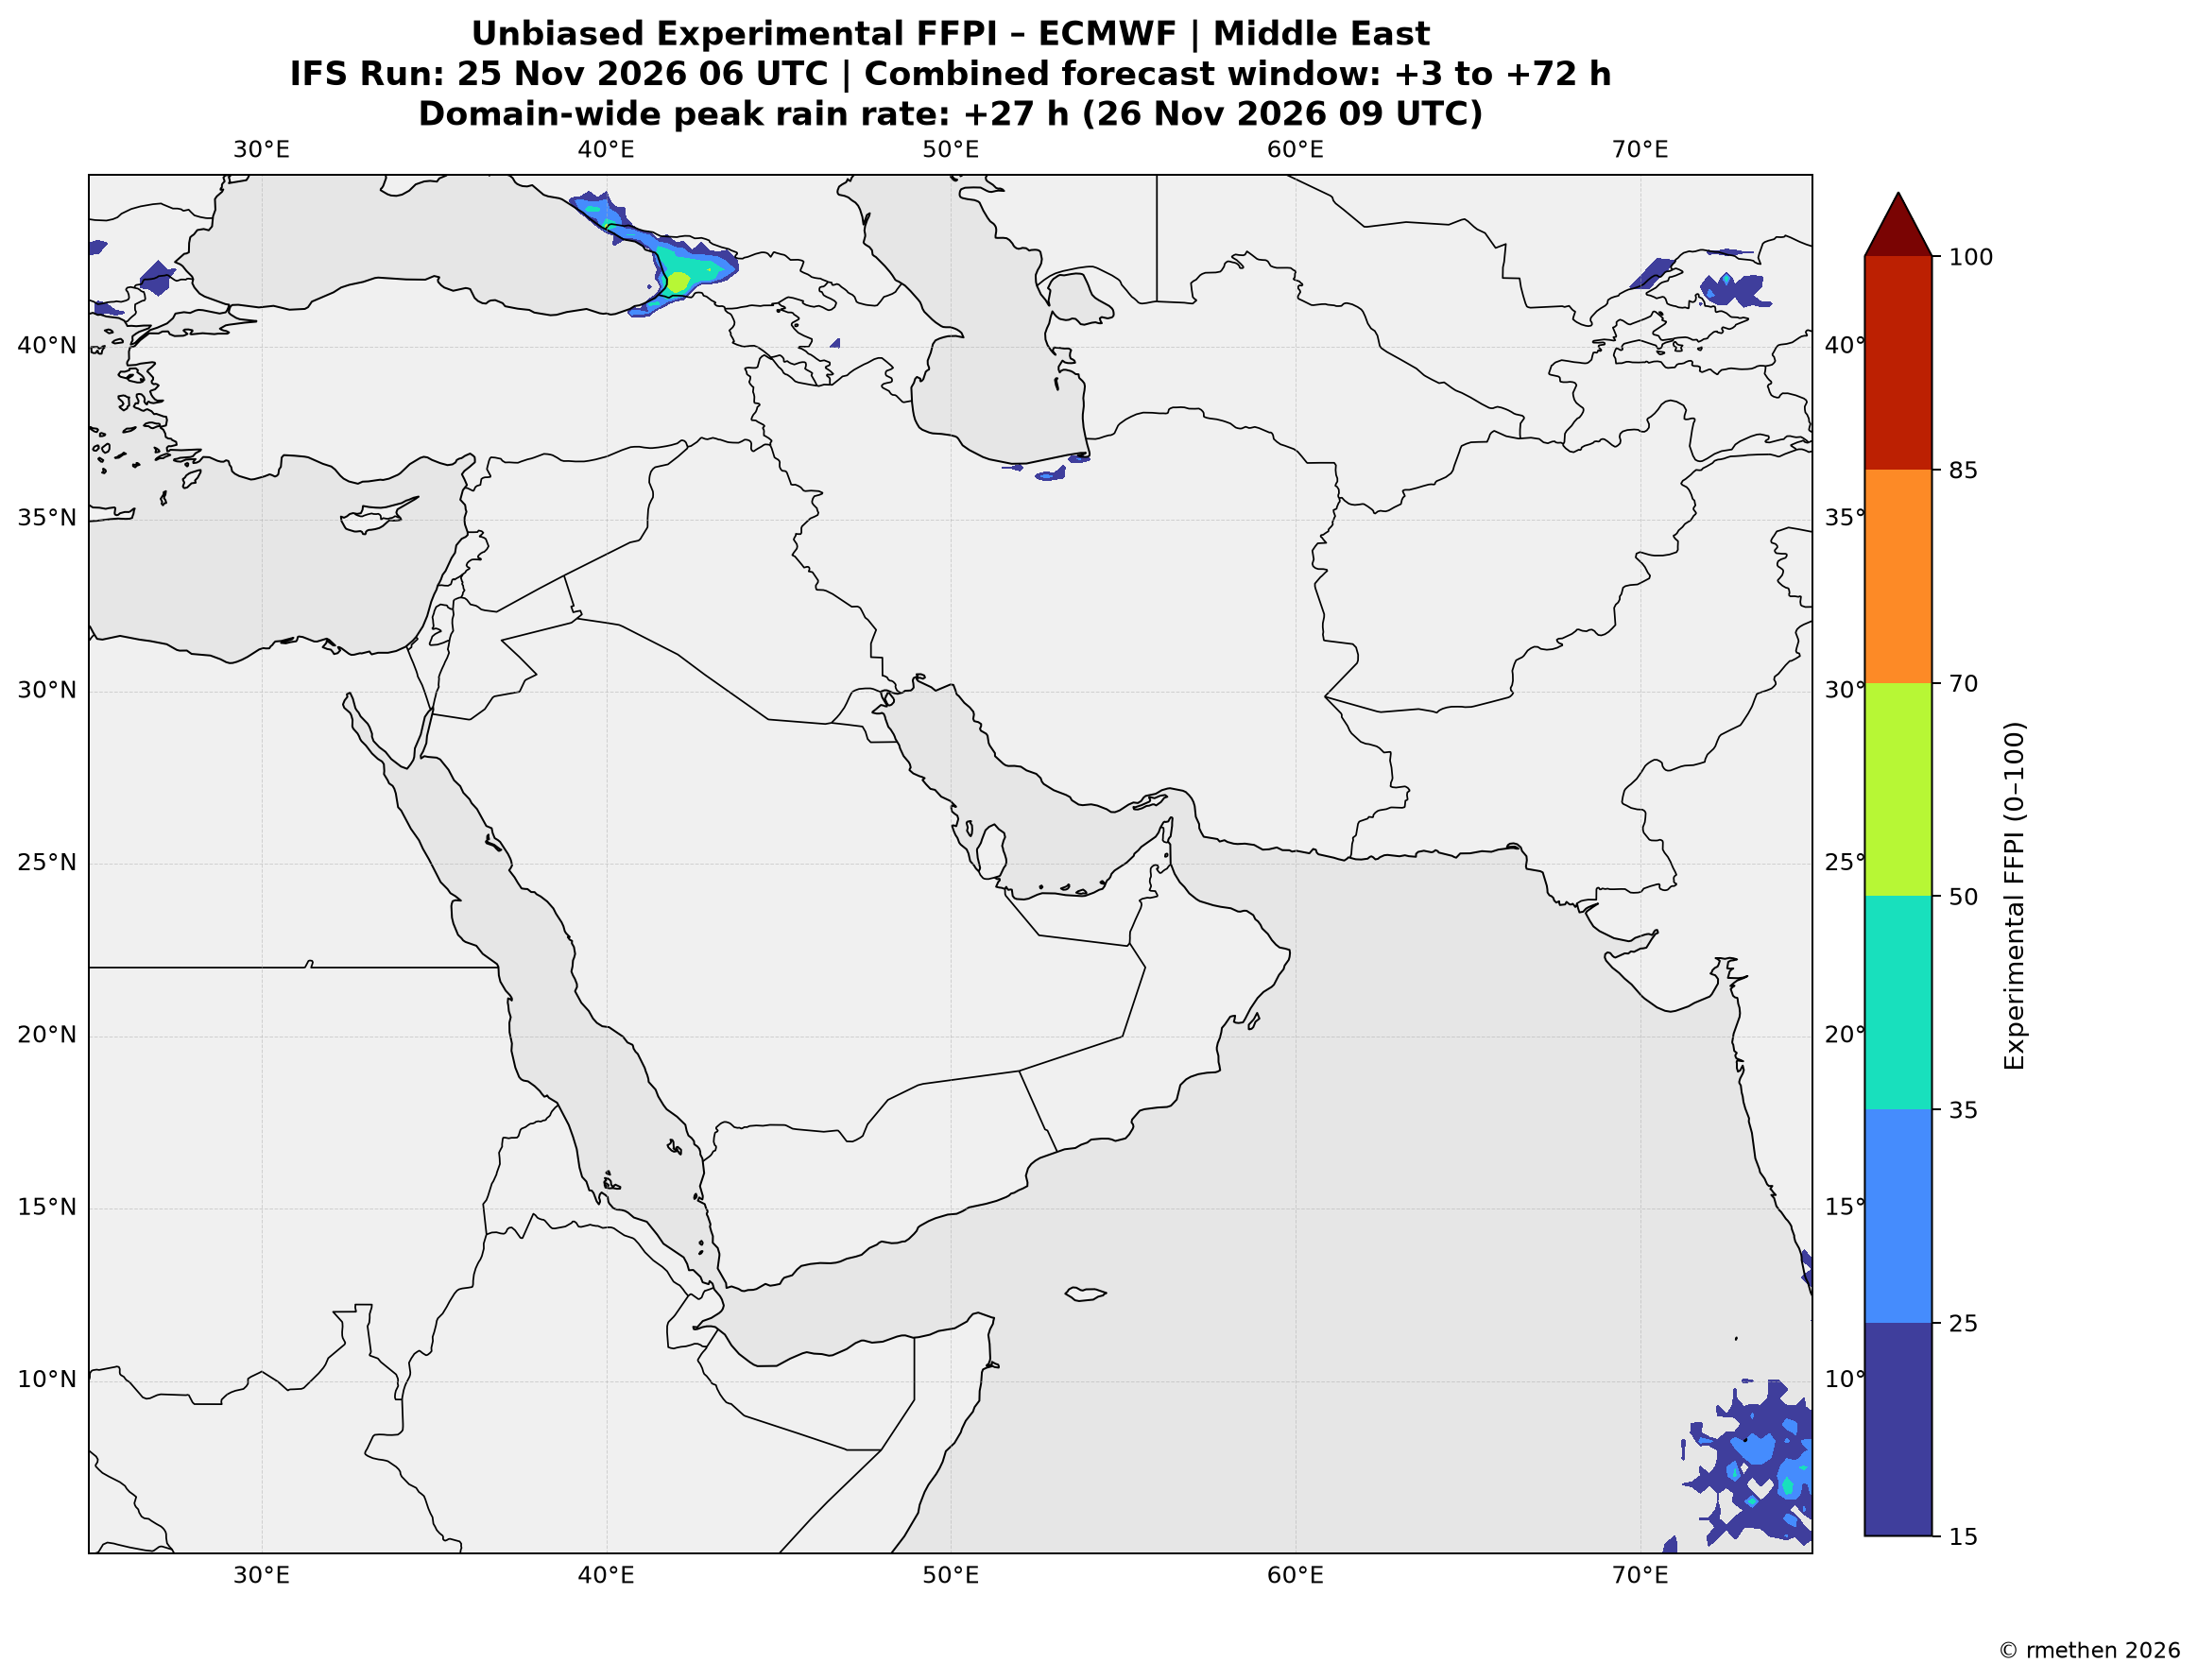 Unbiased Experimental FFPI – ECMWF | Middle East
IFS Run: 25 Nov 2026 06 UTC | Combined forecast window: +3 to +72 h
Domain-wide peak rain rate: +27 h (26 Nov 2026 09 UTC)
30°E 40°E 50°E 60°E 70°E
100
40°N 40°
85
35°N 35°
30°N 30°
70
25°N 25°
50
20°N 20°
35
15°N 15°
25
10°N 10°
15
Experimental FFPI (0–100)
30°E 40°E 50°E 60°E 70°E
© rmethen 2026